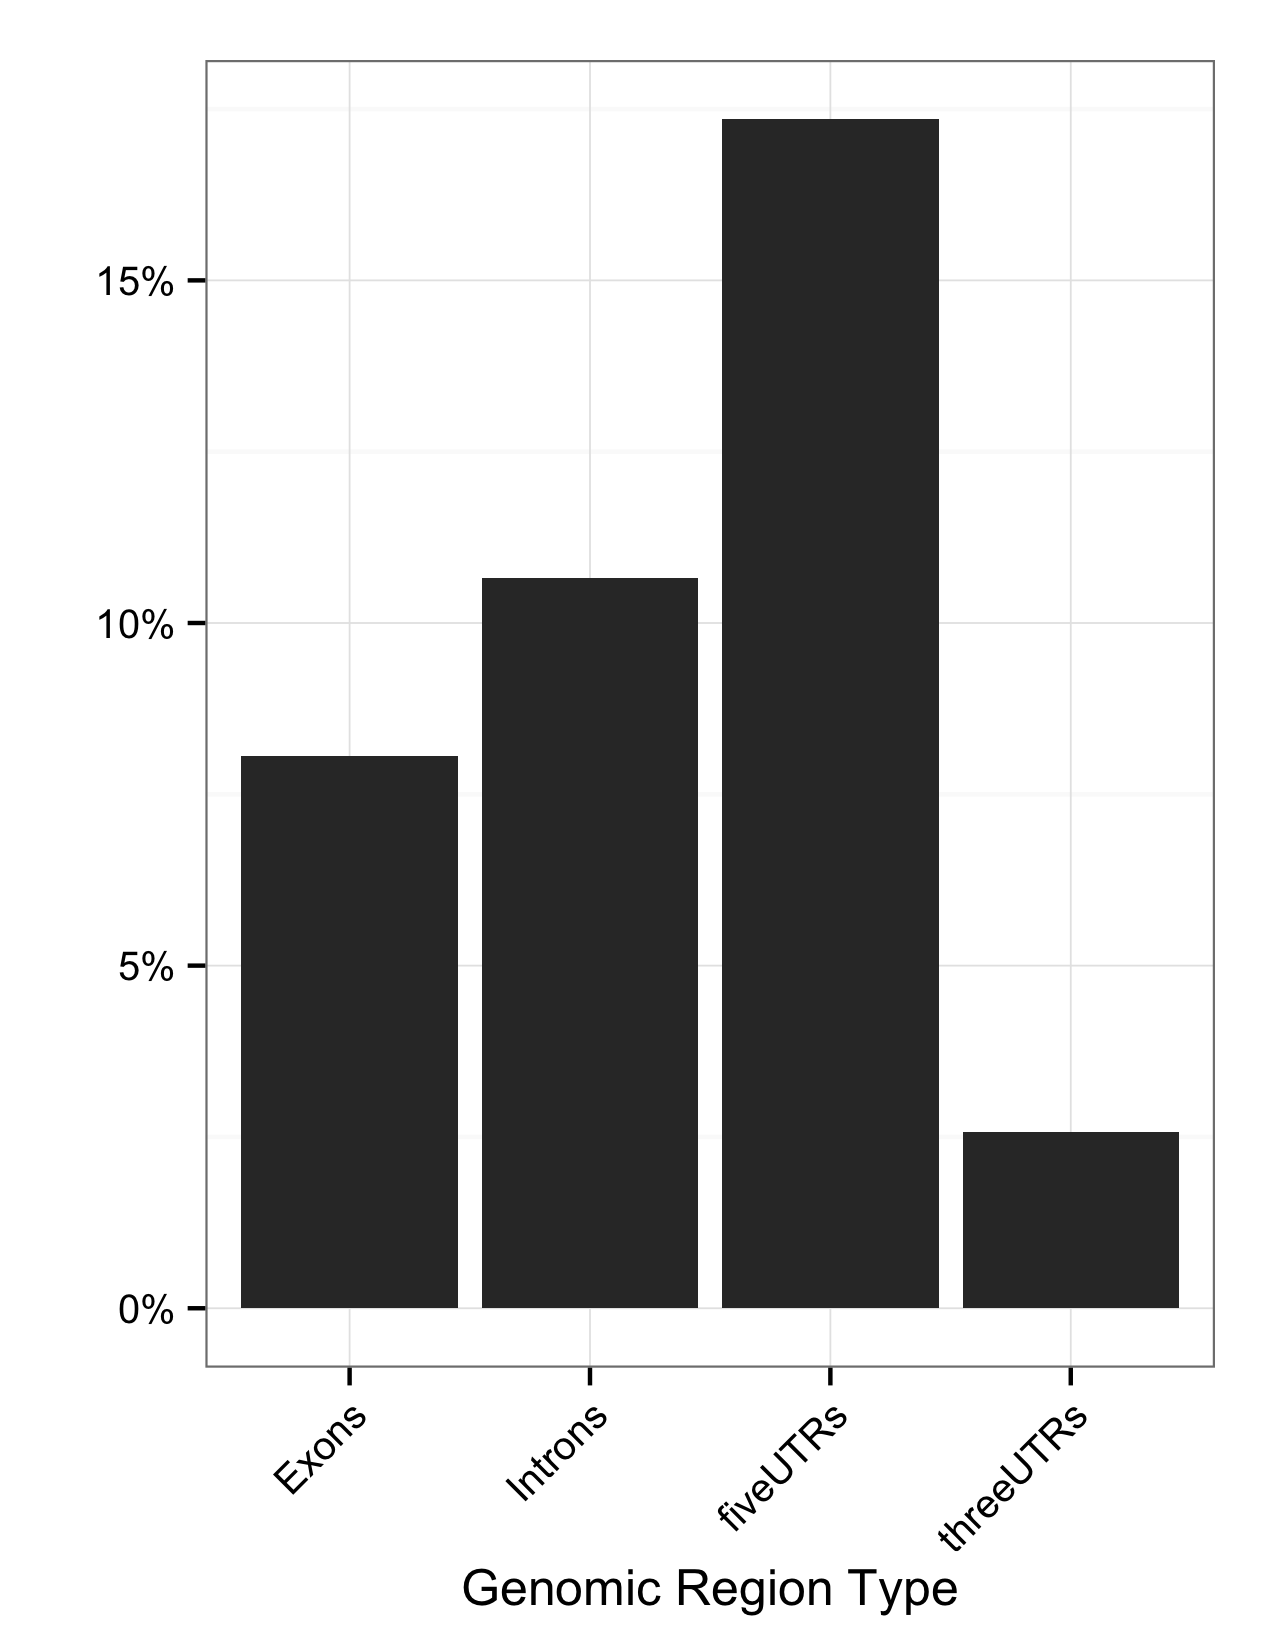 15%
10%
5%
0%
Exons
Introns
fiveUTRs
threeUTRs
Genomic Region Type